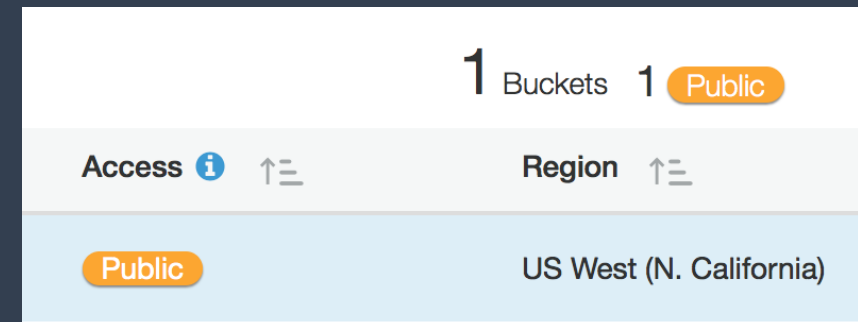 1 Buckets 1 Public
Access Region
Public US West (N. California)